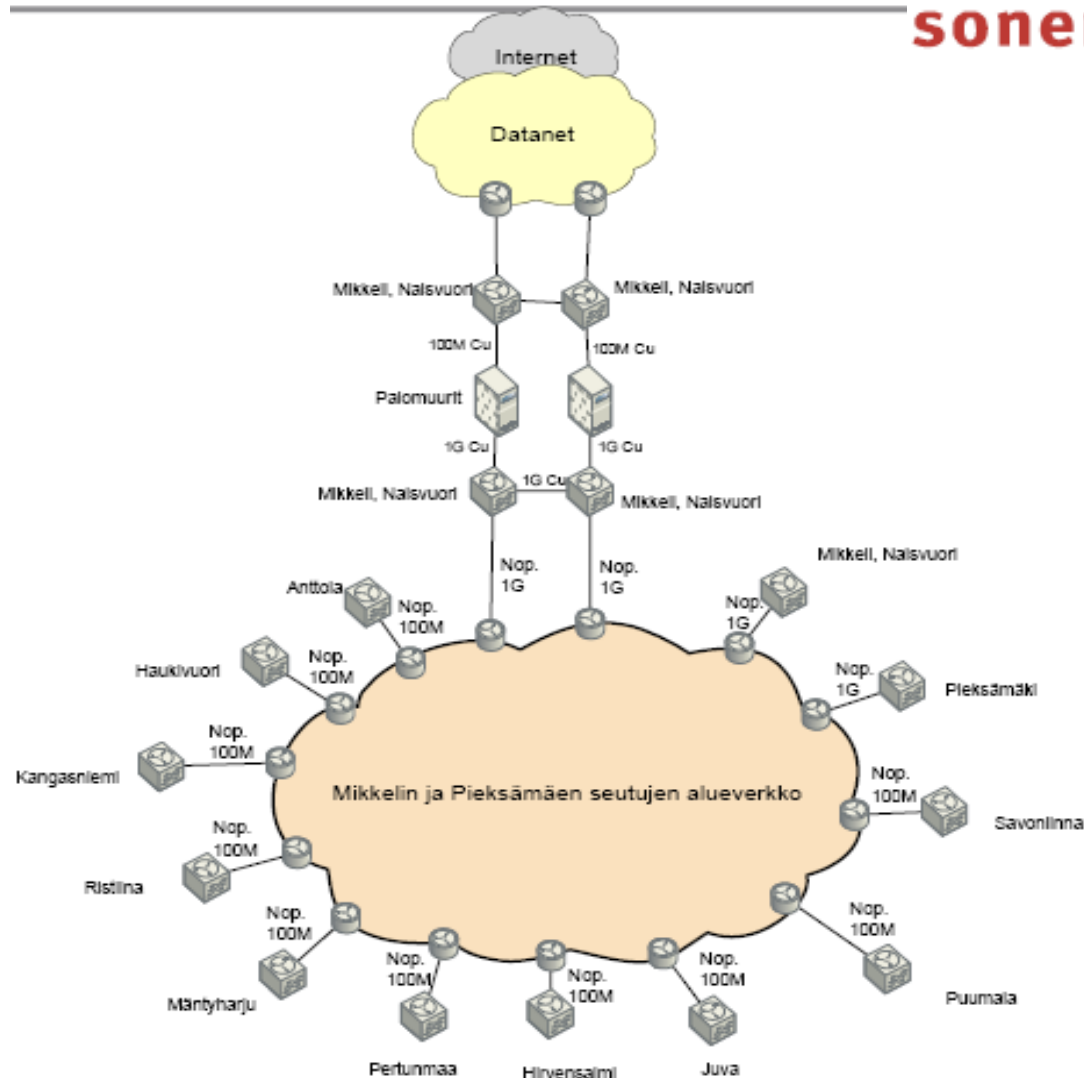 sone
Internet
Datanet
Mikkeli, Naisvuori
Mikkeli, Naisvuori
100M Cu
100M Cu
Palomuurit
1G Cu
1G Cu
1G Cu
Mikkeli, Naisvuori
Mikkeli, Naisvuori
Nop.
1G
Nop.
1G
Mikkeli, Naisvuori
Nop.
1G
Anttola
Nop.
100M
Haukivuori
Nop.
100M
Nop.
1G
Pieksämäki
Kangasniemi
Nop.
100M
Mikkelin ja Pieksämäen seutujen alueverkko
Nop.
100M
Savonlinna
Nop.
100M
Ristiina
Nop.
100M
Mäntyharju
Nop.
100M
Pertunmaa
Nop.
100M
Hirvensalmi
Nop.
100M
Juva
Nop.
100M
Puumala